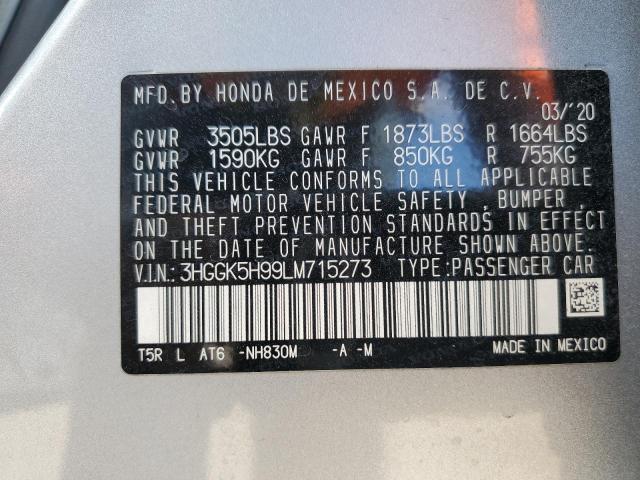 MFD. BY HONDA DE MEXICO S.A. DE C.V.
03/'20
GVWR 3505LBS GAWR F 1873LBS R 1664LBS
GVWR 1590KG GAWR F 850KG R 755KG
THIS VEHICLE CONFORMS TO ALL APPLICABLE
FEDERAL MOTOR VEHICLE SAFETY , BUMPER ,
AND THEFT PREVENTION STANDARDS IN EFFECT
ON THE DATE OF MANUFACTURE SHOWN ABOVE.
V.I.N.: 3HGGK5H99LM715273 TYPE:PASSENGER CAR
T5R L AT6 -NH830M -A -M MADE IN MEXICO